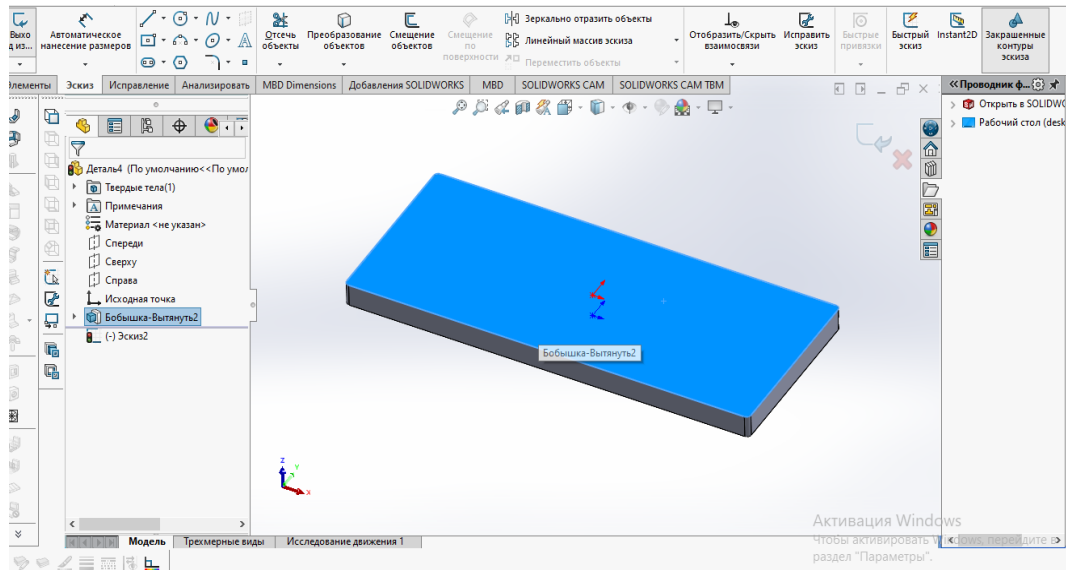 Выхо
д из...
Автоматическое
нанесение размеров
Отсечь
объекты
Преобразование
объектов
Смещение
объектов
Смещение
по
поверхности
Зеркально отразить объекты
Линейный массив эскиза
Переместить объекты
Отобразить/Скрыть
взаимосвязи
Исправить
эскиз
Быстрые
привязки
Быстрый
эскиз
Instant2D
Закрашенные
контуры
эскиза
Элементы
Эскиз
Исправление
Анализировать
MBD Dimensions
Добавления SOLIDWORKS
MBD
SOLIDWORKS CAM
SOLIDWORKS CAM TBM
Проводник ф...
Открыть в SOLIDWO
Рабочий стол (desk
Деталь4 (По умолчанию<<По умол
Твердые тела(1)
Примечания
Материал <не указан>
Спереди
Сверху
Справа
Исходная точка
Бобышка-Вытянуть2
(-) Эскиз2
Бобышка-Вытянуть2
Z
Y
X
Активация Windows
Чтобы активировать Windows, перейдите в
раздел "Параметры".
Модель
Трехмерные виды
Исследование движения 1